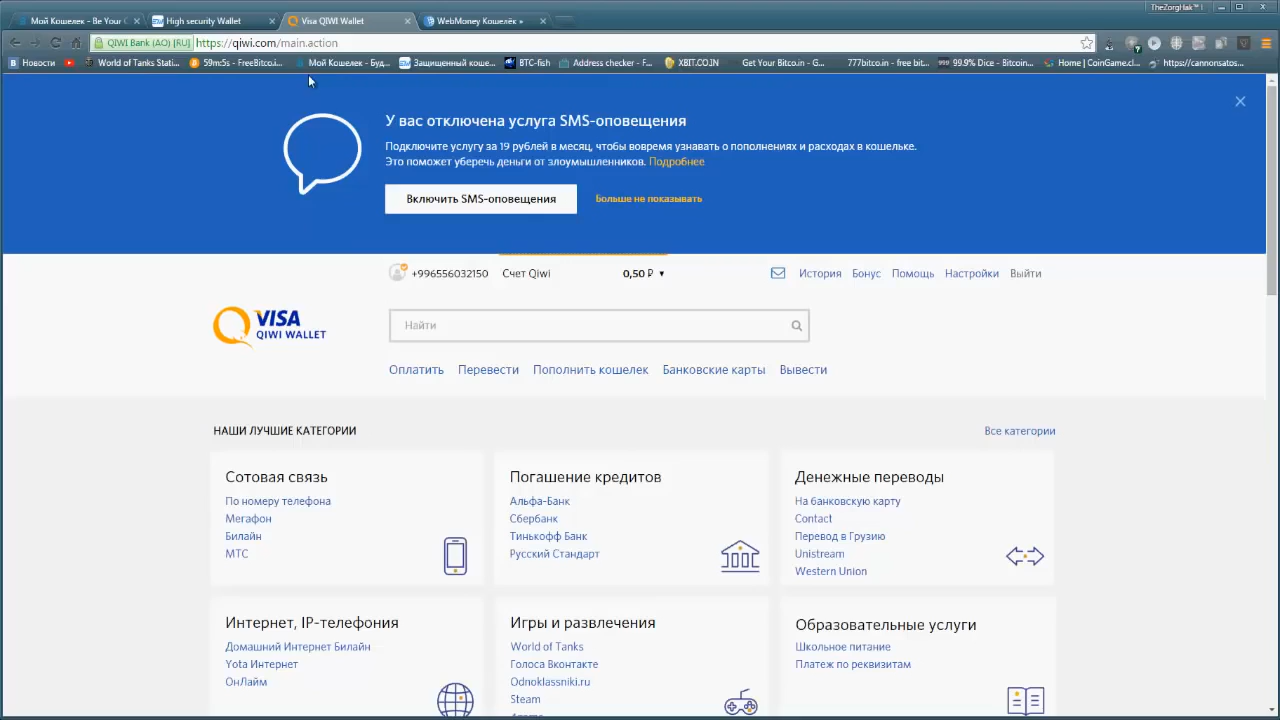 TheZorgHak™
Мой Кошелек - Be Your
High security Wallet
Visa QIWI Wallet
WebMoney Кошелёк »
QIWI Bank (AO) [RU]
https://qiwi.com/main.action
Новости
World of Tanks Stati...
59m5s - FreeBitco.i...
Мой Кошелек - Буд...
Защищенный коше...
BTC-fish
Address checker - F...
XBIT.CO.IN
Get Your Bitco.in - G...
777bitco.in - free bit...
999
99.9% Dice - Bitcoin...
Home | CoinGame.cl...
https://cannonsatos...
У вас отключена услуга SMS-оповещения
Подключите услугу за 19 рублей в месяц, чтобы вовремя узнавать о пополнениях и расходах в кошельке.
Это поможет уберечь деньги от злоумышленников. Подробнее
Включить SMS-оповещения
Больше не показывать
+996556032150
Счет Qiwi
0,50 ₽
История
Бонус
Помощь
Настройки
Выйти
VISA
QIWI WALLET
Найти
Оплатить
Перевести
Пополнить кошелек
Банковские карты
Вывести
НАШИ ЛУЧШИЕ КАТЕГОРИИ
Все категории
Сотовая связь
По номеру телефона
Мегафон
Билайн
МТС
Погашение кредитов
Альфа-Банк
Сбербанк
Тинькофф Банк
Русский Стандарт
Денежные переводы
На банковскую карту
Contact
Перевод в Грузию
Unistream
Western Union
Интернет, IP-телефония
Домашний Интернет Билайн
Yota Интернет
ОнЛайм
Игры и развлечения
World of Tanks
Голоса Вконтакте
Odnoklassniki.ru
Steam
Образовательные услуги
Школьное питание
Платеж по реквизитам